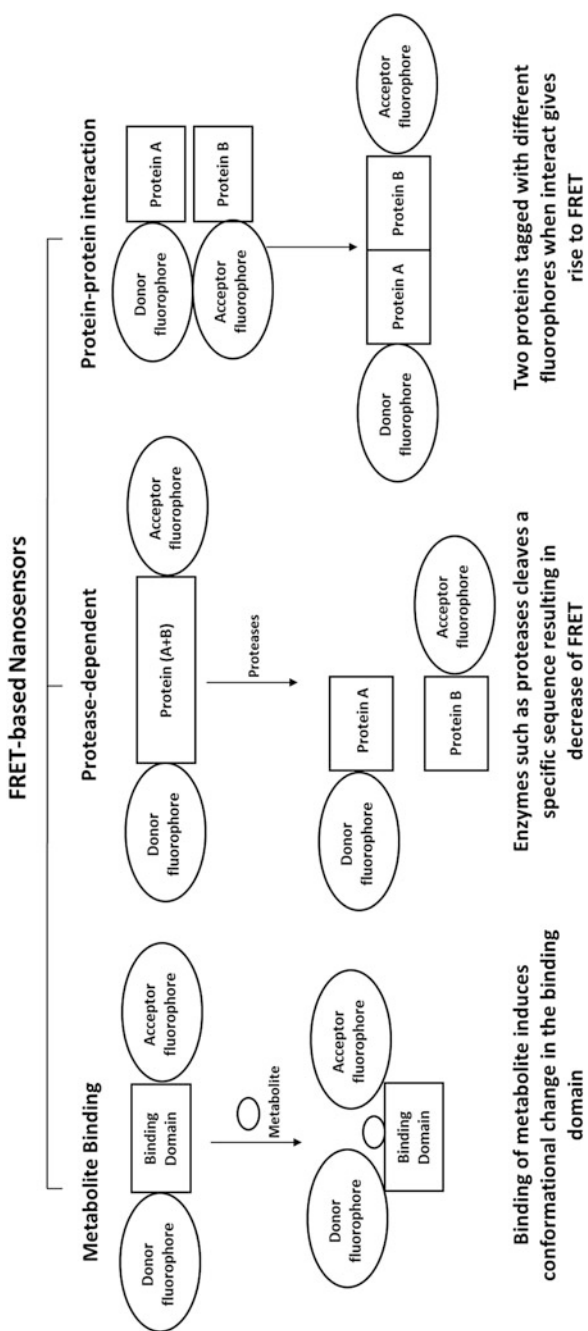 FRET-based Nanosensors
Metabolite Binding
Donor
fluorophore
Binding
Domain
Acceptor
fluorophore
Metabolite
Donor
fluorophore
Acceptor
fluorophore
Binding
Domain
Binding of metabolite induces
conformational change in the binding
domain
Protease-dependent
Donor
fluorophore
Protein (A+B)
Acceptor
fluorophore
Proteases
Donor
fluorophore
Protein A
Protein B
Acceptor
fluorophore
Enzymes such as proteases cleaves a
specific sequence resulting in
decrease of FRET
Protein-protein interaction
Donor
fluorophore
Protein A
Acceptor
fluorophore
Protein B
Donor
fluorophore
Protein A
Protein B
Acceptor
fluorophore
Two proteins tagged with different
fluorophores when interact gives
rise to FRET